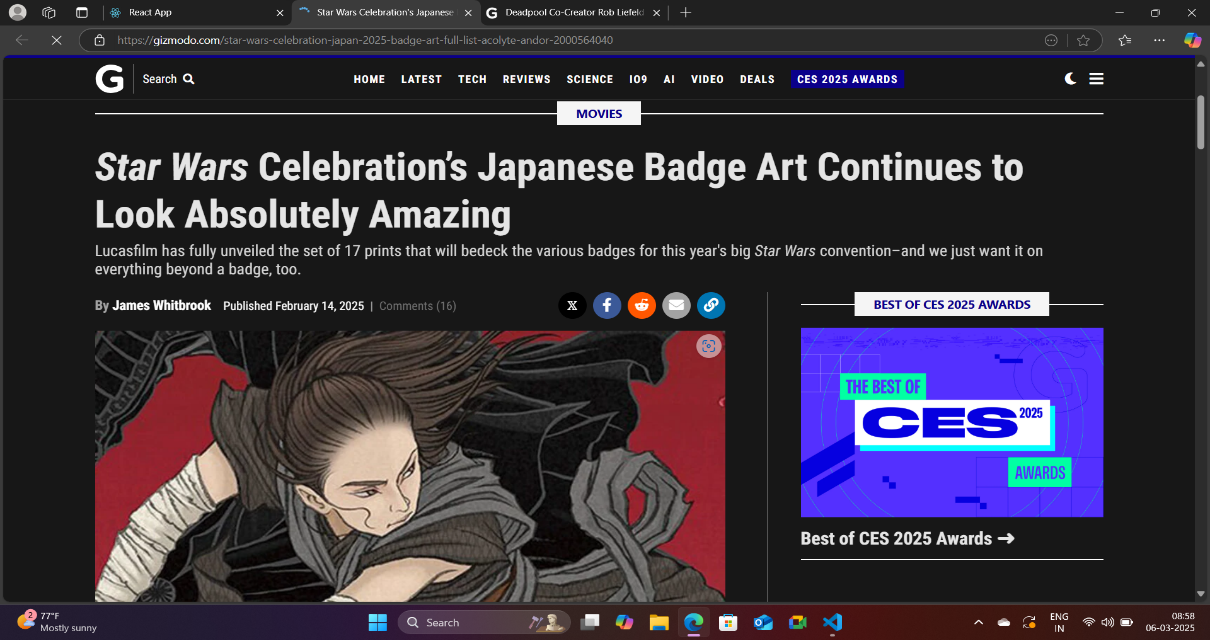 React App
Star Wars Celebration's Japanese
Deadpool Co-Creator Rob Liefeld
https://gizmodo.com/star-wars-celebration-japan-2025-badge-art-full-list-acolyte-andor-2000564040
G
Search
HOME LATEST TECH REVIEWS SCIENCE IO9 AI VIDEO DEALS CES 2025 AWARDS
MOVIES
Star Wars Celebration’s Japanese Badge Art Continues to
Look Absolutely Amazing
Lucasfilm has fully unveiled the set of 17 prints that will bedeck the various badges for this year's big Star Wars convention–and we just want it on
everything beyond a badge, too.
By James Whitbrook Published February 14, 2025 | Comments (16)
BEST OF CES 2025 AWARDS
THE BEST OF
CES 2025
AWARDS
Best of CES 2025 Awards →
2
77°F
Mostly sunny
Search
ENG
IN
08:58
06-03-2025